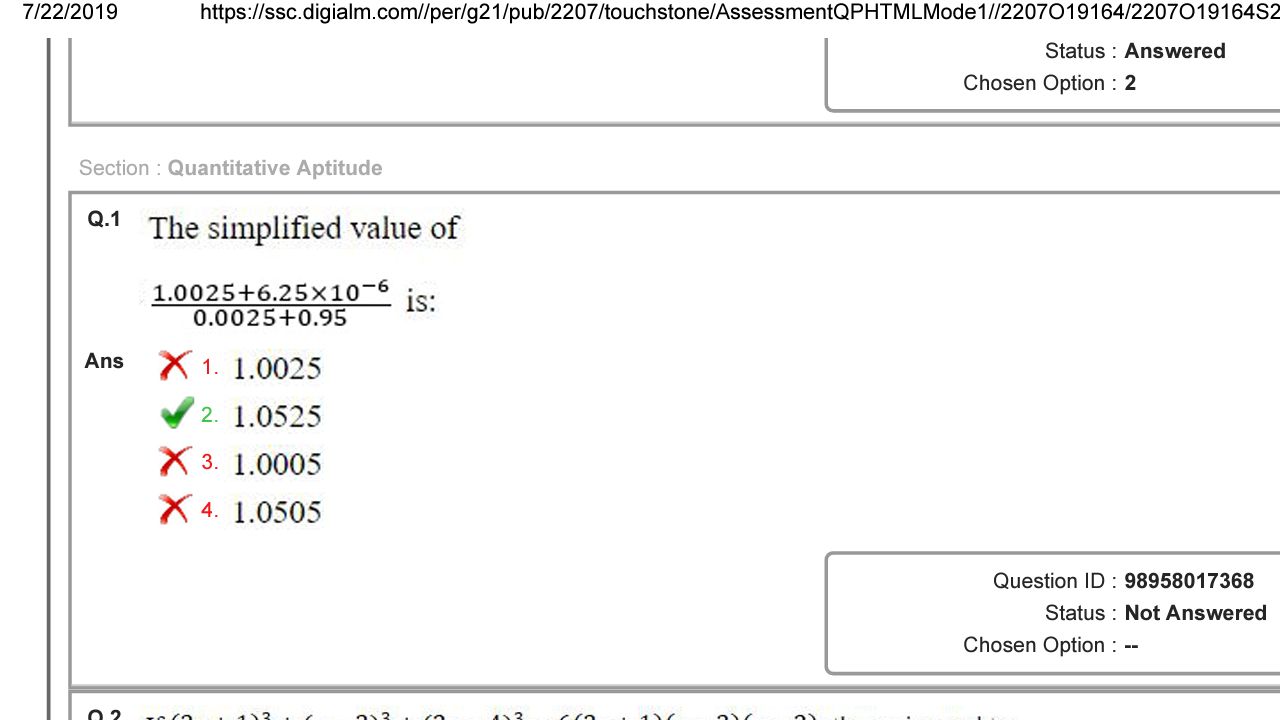 7/22/2019 https://ssc.digialm.com//per/g21/pub/2207/touchstone/AssessmentQPHTMLMode1//2207O19164/2207O19164S2
Status : Answered
Chosen Option : 2
Section : Quantitative Aptitude
Q.1 The simplified value of
1.0025+6.25×10⁻⁶
0.0025+0.95
is:
Ans 1. 1.0025
2. 1.0525
3. 1.0005
4. 1.0505
Question ID : 98958017368
Status : Not Answered
Chosen Option : --
Q.2